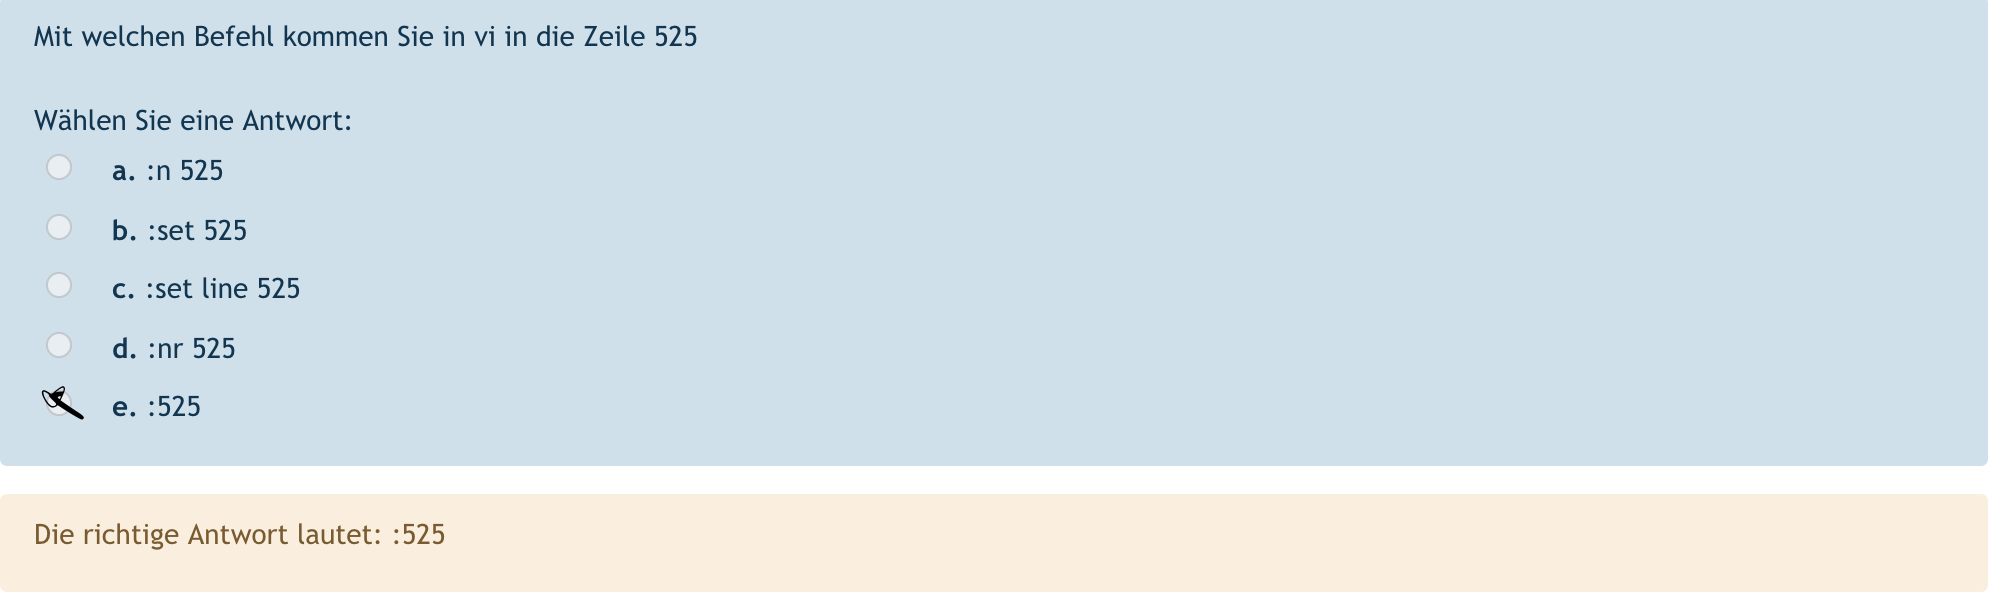 Mit welchen Befehl kommen Sie in vi in die Zeile 525
Wählen Sie eine Antwort:
a. :n 525
b. :set 525
c. :set line 525
d. :nr 525
e. :525
Die richtige Antwort lautet: :525